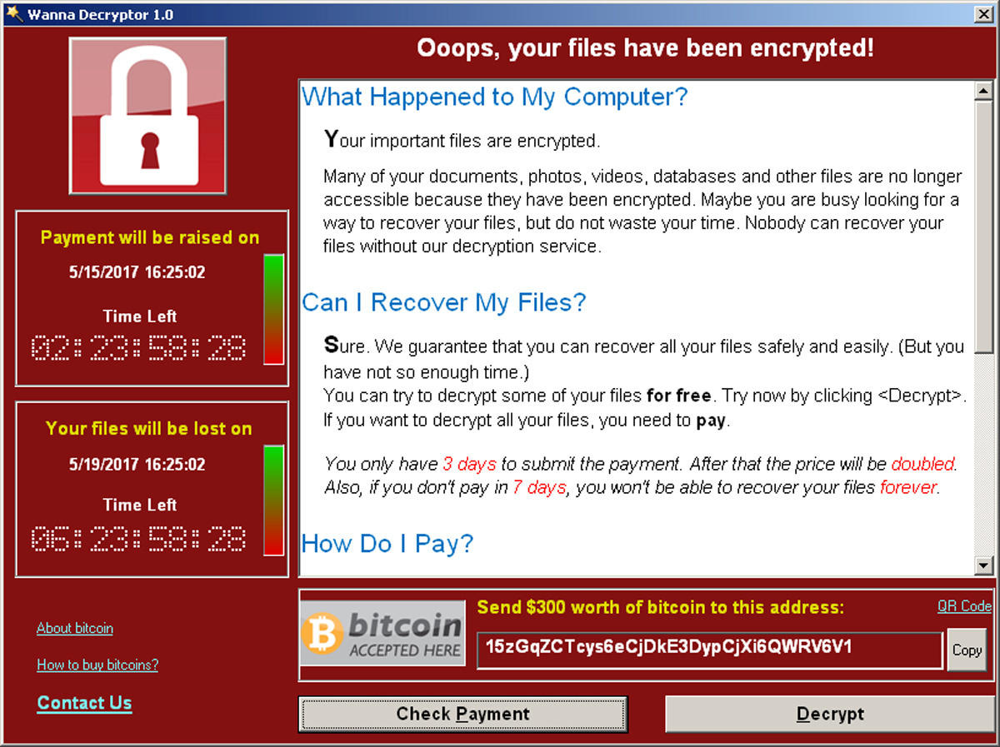 Wanna Decryptor 1.0
Ooops, your files have been encrypted!
Payment will be raised on
5/15/2017 16:25:02
Time Left
02:23:58:28
Your files will be lost on
5/19/2017 16:25:02
Time Left
06:23:58:28
About bitcoin
How to buy bitcoins?
Contact Us
What Happened to My Computer?
Your important files are encrypted.
Many of your documents, photos, videos, databases and other files are no longer
accessible because they have been encrypted. Maybe you are busy looking for a
way to recover your files, but do not waste your time. Nobody can recover your
files without our decryption service.
Can I Recover My Files?
Sure. We guarantee that you can recover all your files safely and easily. (But you
have not so enough time.)
You can try to decrypt some of your files for free. Try now by clicking <Decrypt>.
If you want to decrypt all your files, you need to pay.
You only have 3 days to submit the payment. After that the price will be doubled.
Also, if you don't pay in 7 days, you won't be able to recover your files forever.
How Do I Pay?
bitcoin
ACCEPTED HERE
Send $300 worth of bitcoin to this address:
QR Code
15zGqZCTcys6eCjDkE3DypCjXi6QWRV6V1
Copy
Check Payment
Decrypt